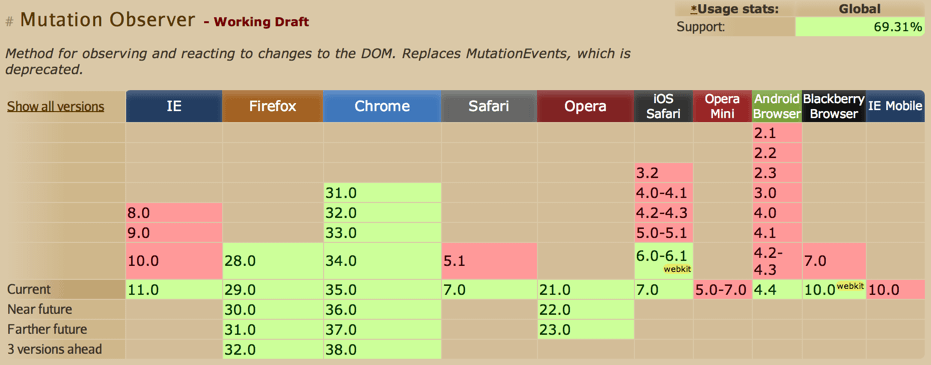 # Mutation Observer - Working Draft
*Usage stats: Global
Support: 69.31%
Method for observing and reacting to changes to the DOM. Replaces MutationEvents, which is
deprecated.
Show all versions IE Firefox Chrome Safari Opera iOS Safari Opera Mini Android Browser Blackberry Browser IE Mobile
2.1
2.2
3.2 2.3
31.0 4.0-4.1 3.0
8.0 32.0 4.2-4.3 4.0
9.0 33.0 5.0-5.1 4.1
10.0 28.0 34.0 5.1 6.0-6.1 webkit 4.2-4.3 7.0
Current 11.0 29.0 35.0 7.0 21.0 7.0 5.0-7.0 4.4 10.0 webkit 10.0
Near future 30.0 36.0 22.0
Farther future 31.0 37.0 23.0
3 versions ahead 32.0 38.0